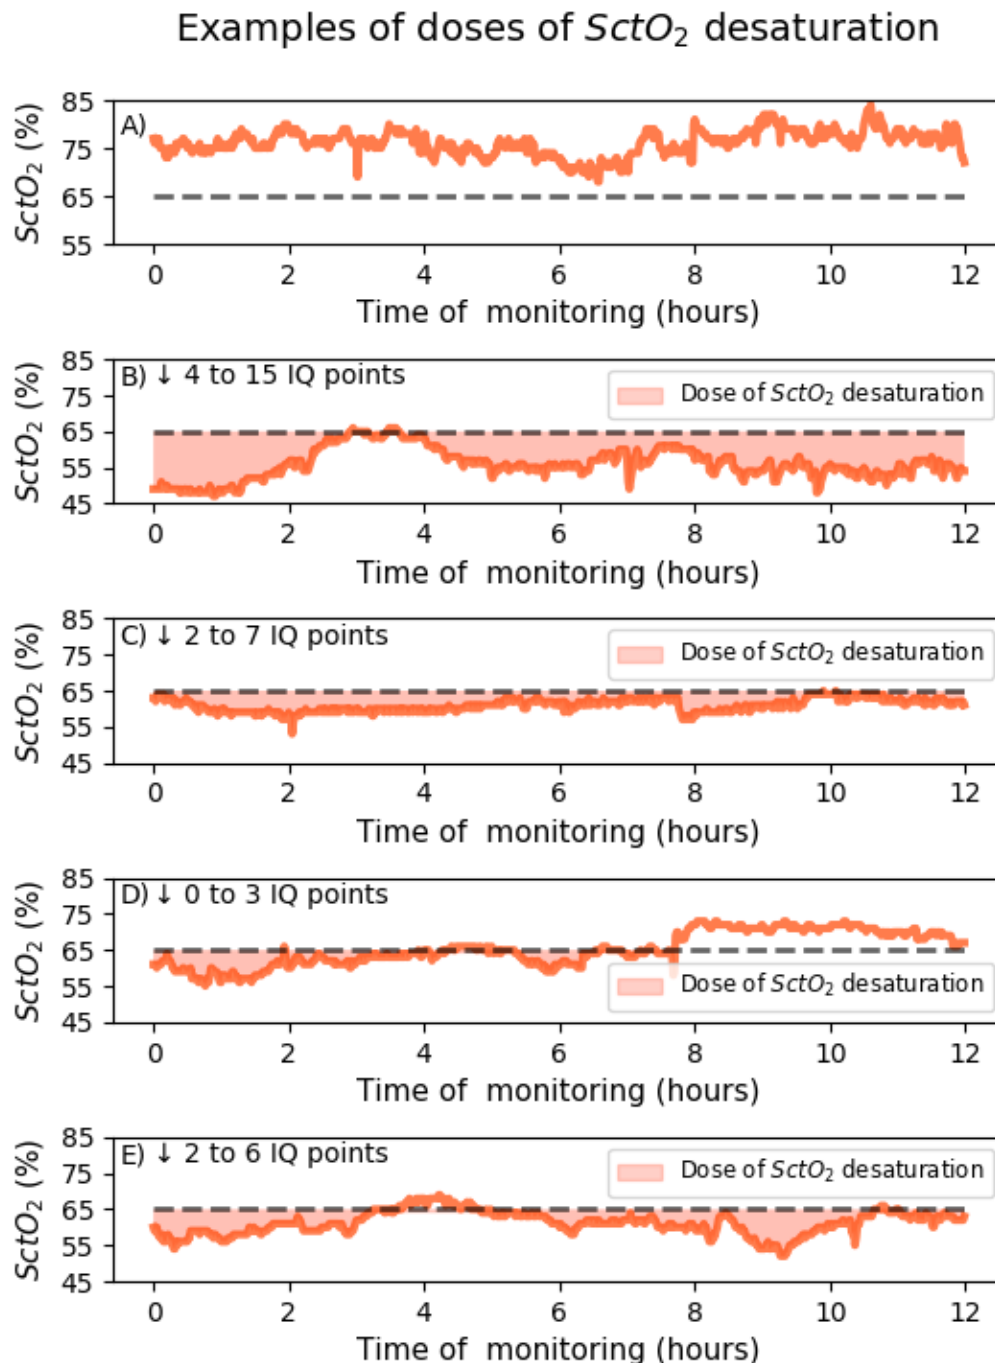 Examples of doses of SctO₂ desaturation
SctO₂ (%)
85
75
65
55
A)
0 2 4 6 8 10 12
Time of  monitoring (hours)
SctO₂ (%)
85
75
65
55
45
B) ↓ 4 to 15 IQ points
Dose of SctO₂ desaturation
0 2 4 6 8 10 12
Time of  monitoring (hours)
SctO₂ (%)
85
75
65
55
45
C) ↓ 2 to 7 IQ points
Dose of SctO₂ desaturation
0 2 4 6 8 10 12
Time of  monitoring (hours)
SctO₂ (%)
85
75
65
55
45
D) ↓ 0 to 3 IQ points
Dose of SctO₂ desaturation
0 2 4 6 8 10 12
Time of  monitoring (hours)
SctO₂ (%)
85
75
65
55
45
E) ↓ 2 to 6 IQ points
Dose of SctO₂ desaturation
0 2 4 6 8 10 12
Time of  monitoring (hours)